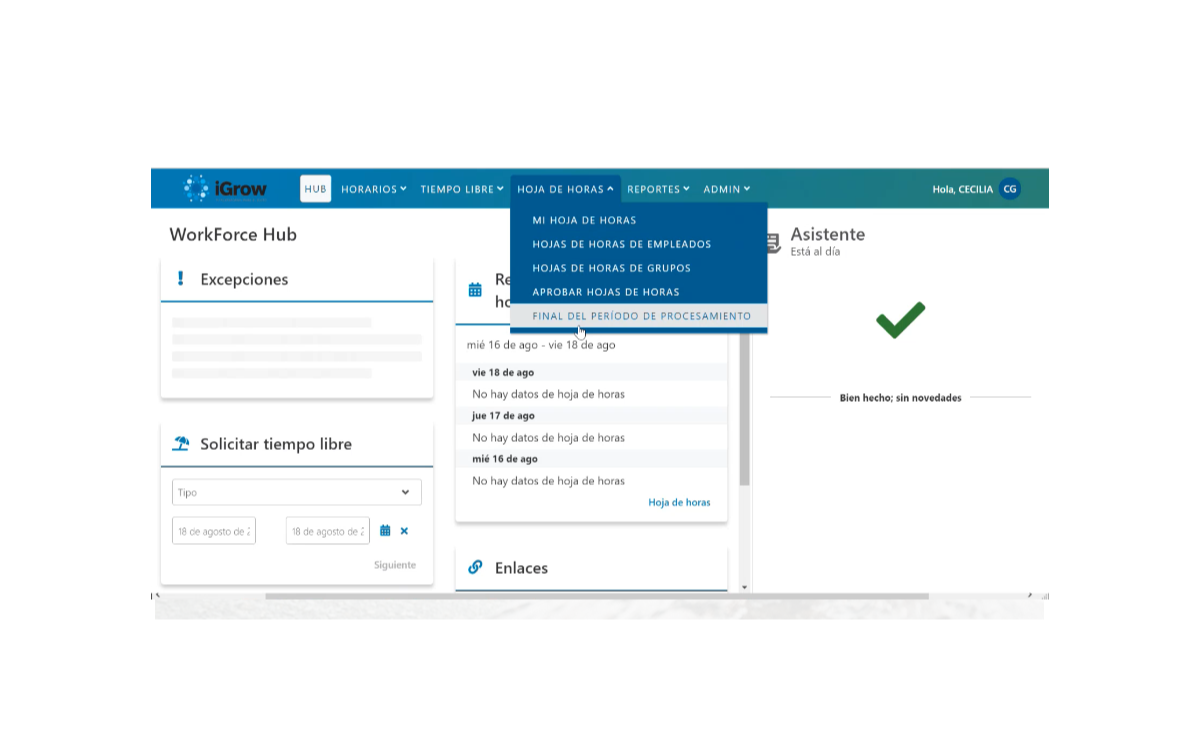 iGrow
HUB HORARIOS TIEMPO LIBRE HOJA DE HORAS REPORTES ADMIN
Hola, CECILIA CG
MI HOJA DE HORAS
HOJAS DE HORAS DE EMPLEADOS
HOJAS DE HORAS DE GRUPOS
APROBAR HOJAS DE HORAS
FINAL DEL PERÍODO DE PROCESAMIENTO
WorkForce Hub
Excepciones
Solicitar tiempo libre
Tipo
18 de agosto de 18 de agosto de
Siguiente
Re
ho
mié 16 de ago - vie 18 de ago
vie 18 de ago
No hay datos de hoja de horas
jue 17 de ago
No hay datos de hoja de horas
mié 16 de ago
No hay datos de hoja de horas
Hoja de horas
Enlaces
Asistente
Está al día
Bien hecho; sin novedades